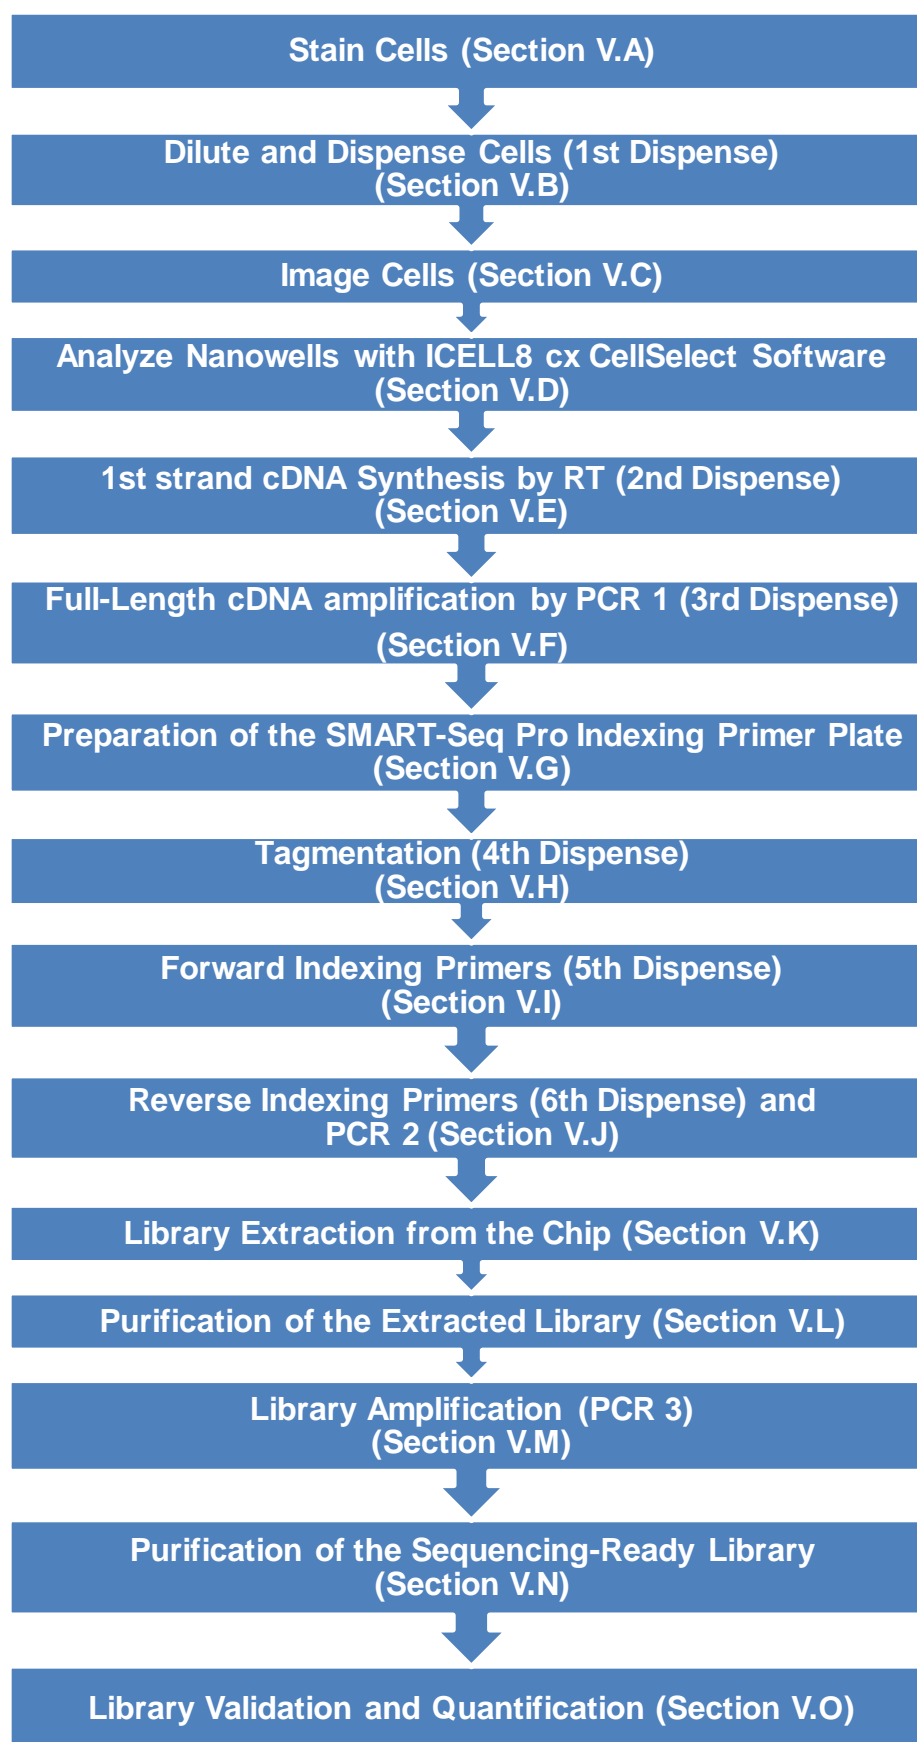 Stain Cells (Section V.A)
Dilute and Dispense Cells (1st Dispense)
(Section V.B)
Image Cells (Section V.C)
Analyze Nanowells with ICELL8 cx CellSelect Software
(Section V.D)
1st strand cDNA Synthesis by RT (2nd Dispense)
(Section V.E)
Full-Length cDNA amplification by PCR 1 (3rd Dispense)
(Section V.F)
Preparation of the SMART-Seq Pro Indexing Primer Plate
(Section V.G)
Tagmentation (4th Dispense)
(Section V.H)
Forward Indexing Primers (5th Dispense)
(Section V.I)
Reverse Indexing Primers (6th Dispense) and
PCR 2 (Section V.J)
Library Extraction from the Chip (Section V.K)
Purification of the Extracted Library (Section V.L)
Library Amplification (PCR 3)
(Section V.M)
Purification of the Sequencing-Ready Library
(Section V.N)
Library Validation and Quantification (Section V.O)